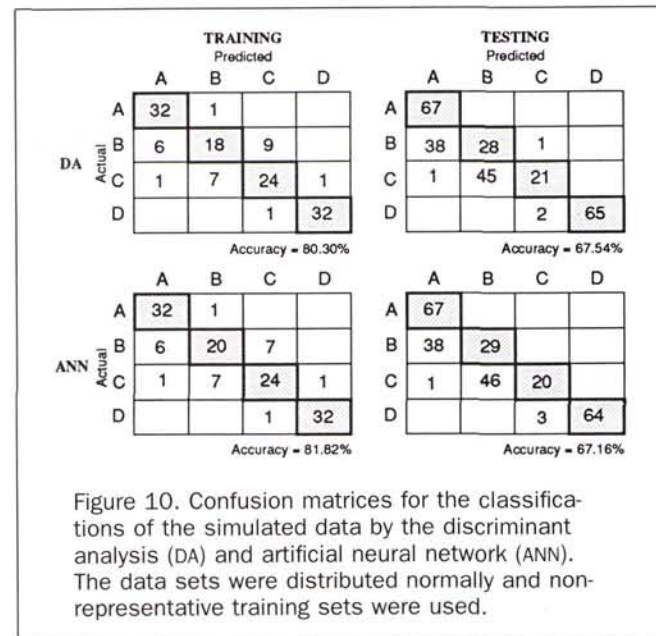 TRAINING TESTING
Predicted Predicted
A B C D A B C D
A 32 1 A 67
B 6 18 9 B 38 28 1
DA Actual
C 1 7 24 1 C 1 45 21
D 1 32 D 2 65
Accuracy = 80.30% Accuracy = 67.54%
A B C D A B C D
A 32 1 A 67
B 6 20 7 B 38 29
ANN Actual
C 1 7 24 1 C 1 46 20
D 1 32 D 3 64
Accuracy = 81.82% Accuracy = 67.16%
Figure 10. Confusion matrices for the classifica-
tions of the simulated data by the discriminant
analysis (DA) and artificial neural network (ANN).
The data sets were distributed normally and non-
representative training sets were used.